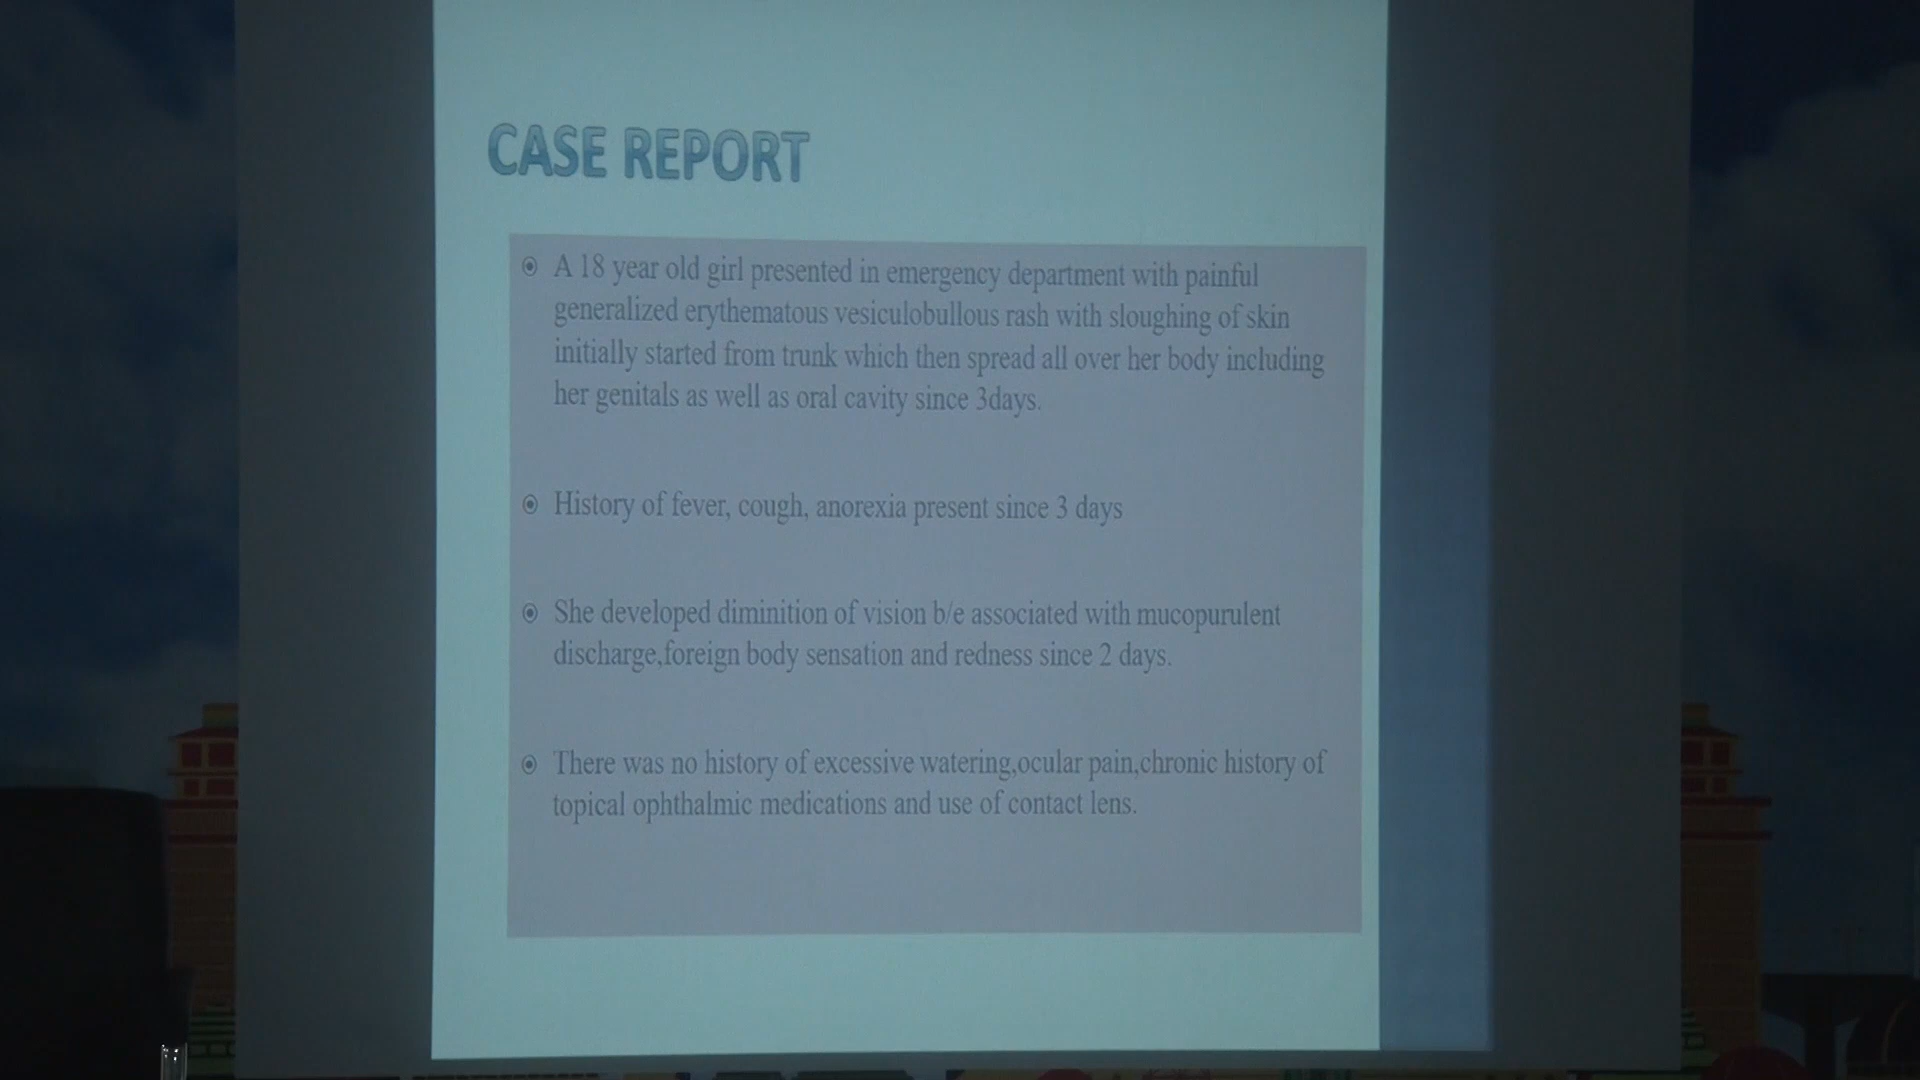 CASE REPORT
A 18 year old girl presented in emergency department with painful
generalized erythematous vesiculobullous rash with sloughing of skin
initially started from trunk which then spread all over her body including
her genitals as well as oral cavity since 3days.
History of fever, cough, anorexia present since 3 days
She developed diminition of vision b/e associated with mucopurulent
discharge,foreign body sensation and redness since 2 days.
There was no history of excessive watering,ocular pain,chronic history of
topical ophthalmic medications and use of contact lens.